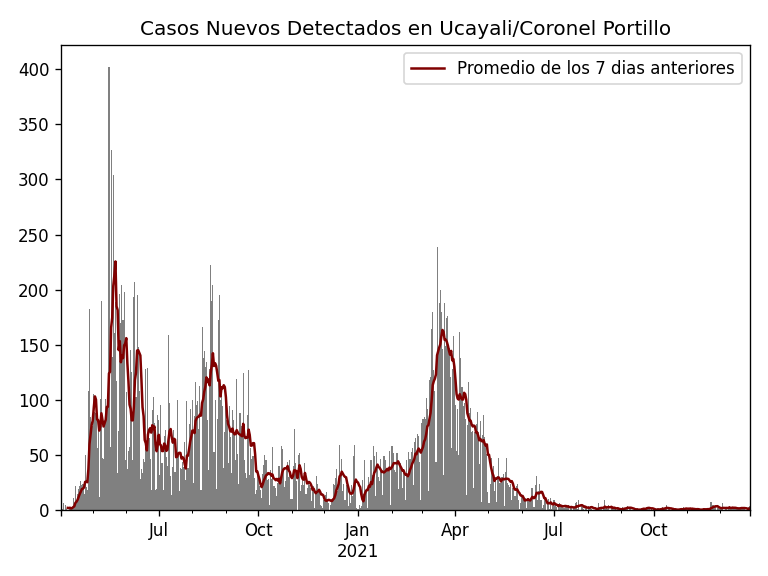 Casos Nuevos Detectados en Ucayali/Coronel Portillo
Promedio de los 7 dias anteriores
400
350
300
250
200
150
100
50
0
Jul
Oct
Jan
2021
Apr
Jul
Oct